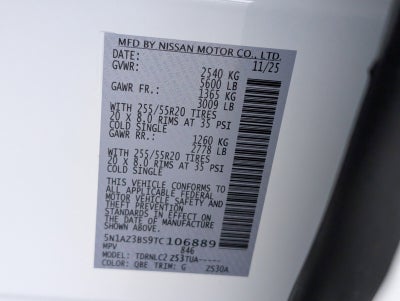 MFD BY NISSAN MOTOR CO., LTD.
DATE: 11/25
GVWR: 2540 KG
5600 LB
GAWR FR.: 1365 KG
3009 LB
WITH 255/55R20 TIRES
20 X 8.0 RIMS AT 35 PSI
COLD SINGLE
GAWR RR.: 1260 KG
2778 LB
WITH 255/55R20 TIRES
20 X 8.0 RIMS AT 35 PSI
COLD SINGLE
THIS VEHICLE CONFORMS TO
ALL APPLICABLE FEDERAL
MOTOR VEHICLE SAFETY AND
THEFT PREVENTION
STANDARDS IN EFFECT ON
THE DATE OF MANUFACTURE
SHOWN ABOVE.
5N1AZ3BS9TC106889
MPV 846
MODEL: TDRNLC2 Z53TUA-----
COLOR: QBE TRIM: G Z530A